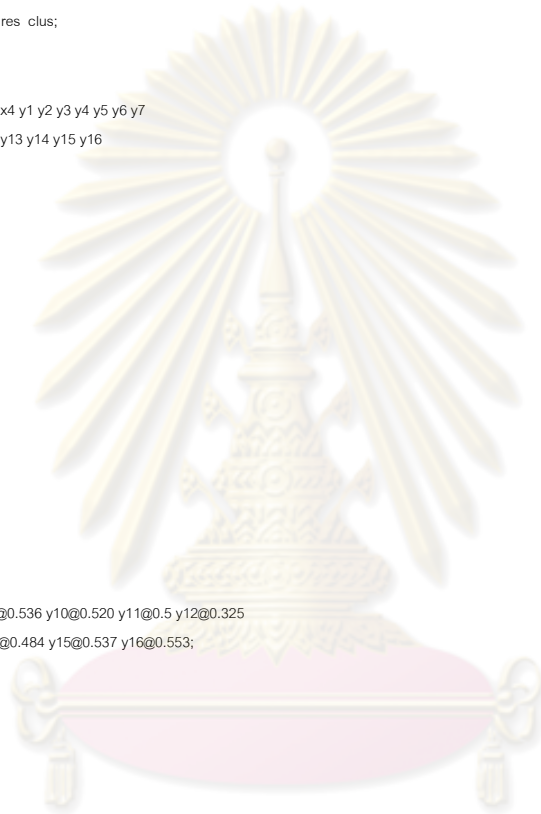 res clus;
x4 y1 y2 y3 y4 y5 y6 y7
y13 y14 y15 y16
@0.536 y10@0.520 y11@0.5 y12@0.325
@0.484 y15@0.537 y16@0.553;